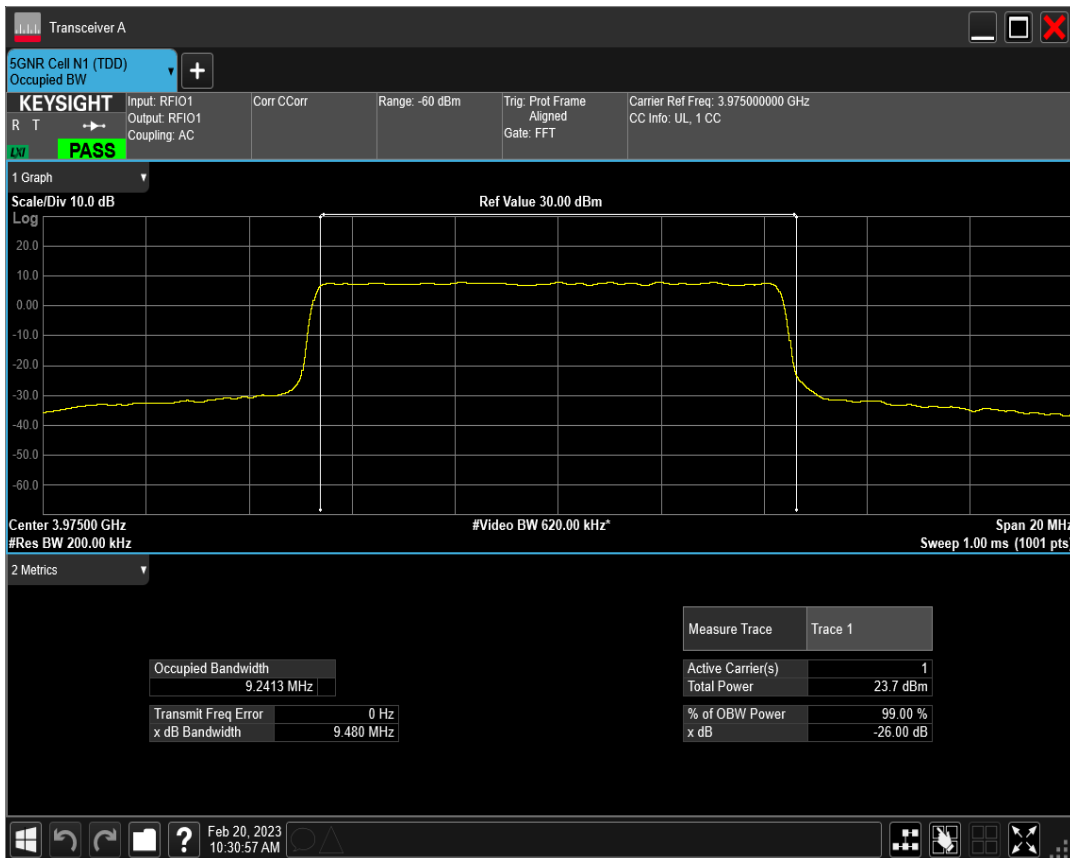 Transceiver A
5GNR Cell N1 (TDD)
Occupied BW
KEYSIGHT
R T
LXI
PASS
Input: RFIO1
Output: RFIO1
Coupling: AC
Corr CCorr
Range: -60 dBm
Trig: Prot Frame
Aligned
Gate: FFT
Carrier Ref Freq: 3.975000000 GHz
CC Info: UL, 1 CC
1 Graph
Scale/Div 10.0 dB
Ref Value 30.00 dBm
Log
20.0
10.0
0.00
-10.0
-20.0
-30.0
-40.0
-50.0
-60.0
Center 3.97500 GHz
#Video BW 620.00 kHz*
Span 20 MHz
#Res BW 200.00 kHz
Sweep 1.00 ms (1001 pts)
2 Metrics
Measure Trace Trace 1
Occupied Bandwidth
9.2413 MHz
Active Carrier(s) 1
Total Power 23.7 dBm
Transmit Freq Error 0 Hz
x dB Bandwidth 9.480 MHz
% of OBW Power 99.00 %
x dB -26.00 dB
?
Feb 20, 2023
10:30:57 AM